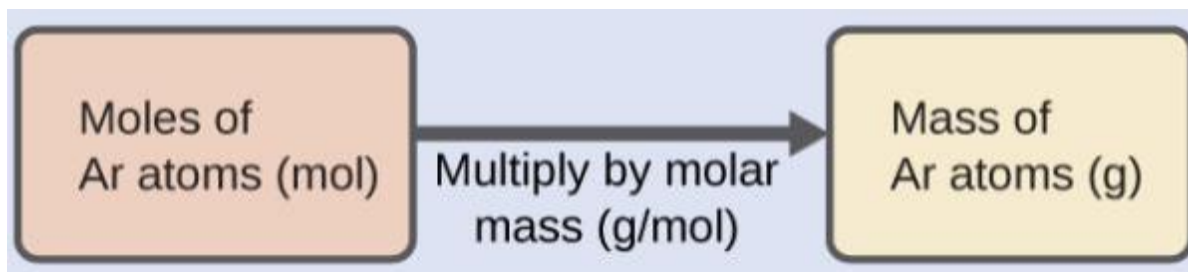 Moles of
Ar atoms (mol)
Multiply by molar
mass (g/mol)
Mass of
Ar atoms (g)